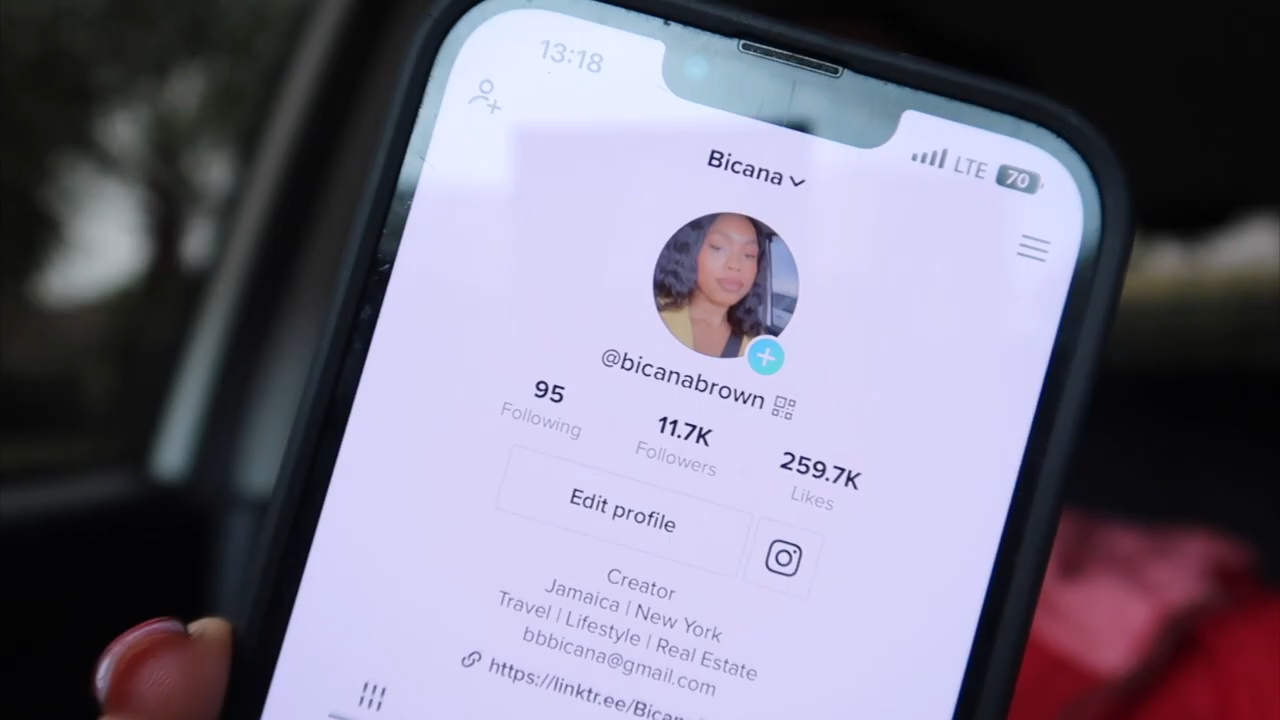 13:18
LTE 70
Bicana
@bicanabrown
95 Following
11.7K Followers
259.7K Likes
Edit profile
Creator
Jamaica | New York
Travel | Lifestyle | Real Estate
bbbicana@gmail.com
https://linktr.ee/Bican